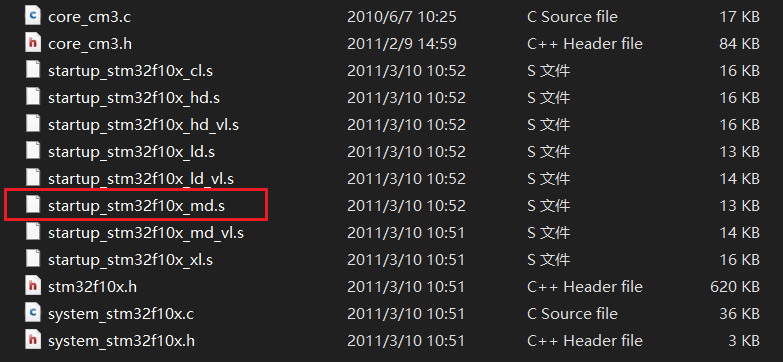 core_cm3.c 2010/6/7 10:25 C Source file 17 KB
core_cm3.h 2011/2/9 14:59 C++ Header file 84 KB
startup_stm32f10x_cl.s 2011/3/10 10:52 S 文件 16 KB
startup_stm32f10x_hd.s 2011/3/10 10:52 S 文件 16 KB
startup_stm32f10x_hd_vl.s 2011/3/10 10:52 S 文件 16 KB
startup_stm32f10x_ld.s 2011/3/10 10:52 S 文件 13 KB
startup_stm32f10x_ld_vl.s 2011/3/10 10:52 S 文件 14 KB
startup_stm32f10x_md.s 2011/3/10 10:52 S 文件 13 KB
startup_stm32f10x_md_vl.s 2011/3/10 10:51 S 文件 14 KB
startup_stm32f10x_xl.s 2011/3/10 10:51 S 文件 16 KB
stm32f10x.h 2011/3/10 10:51 C++ Header file 620 KB
system_stm32f10x.c 2011/3/10 10:51 C Source file 36 KB
system_stm32f10x.h 2011/3/10 10:51 C++ Header file 3 KB